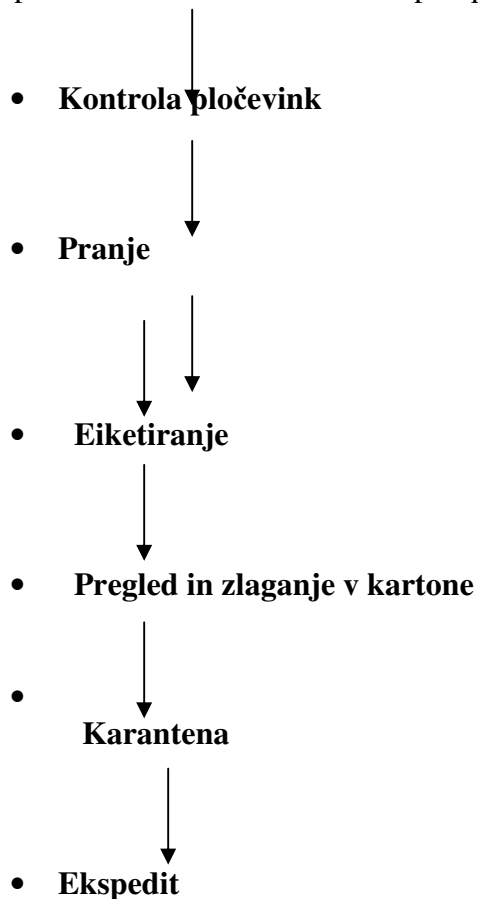 • Kontrola pločevink
• Pranje
• Eiketiranje
• Pregled in zlaganje v kartone
•
Karantena
• Ekspedit